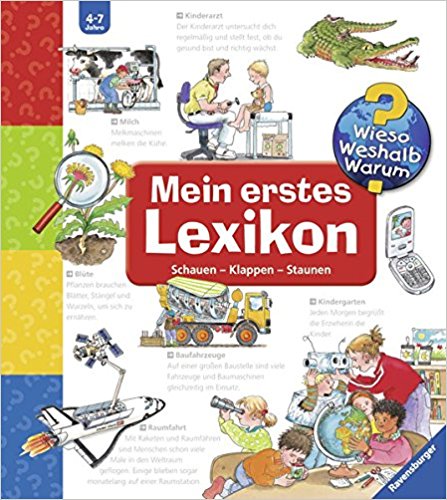 4-7
Jahre
Kinderarzt
Der Kinderarzt untersucht dich
regelmäßig und stellt fest, ob du
gesund bist und richtig wächst.
Milch
Melkmaschinen
melken die Kühe.
?
Wieso
Weshalb
Warum
Mein erstes
Lexikon
Schauen – Klappen – Staunen
Blüte
Pflanzen brauchen
Blätter, Stängel und
Wurzeln, um sich zu
ernähren.
Kindergarten
Jeden Morgen begrüßt
die Erzieherin die
Kinder.
Baufahrzeuge
Auf einer großen Baustelle sind viele
Fahrzeuge und Baumaschinen
gleichzeitig im Einsatz.
Raumfahrt
Mit Raketen und Raumfähren
sind Menschen schon viele
Male in den Weltraum
geflogen. Einige blieben sogar
monatelang auf einer Raumstation.
Ravensburger